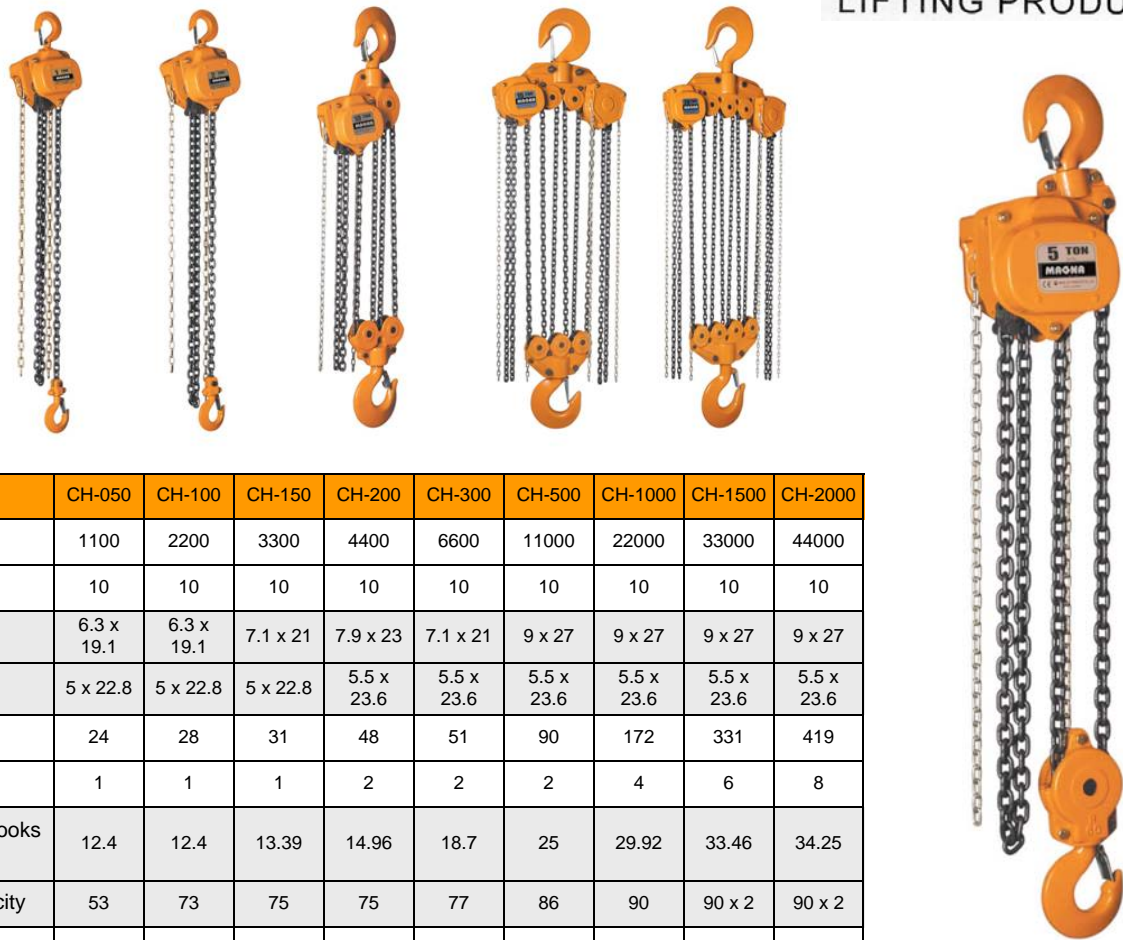 LIFTING PRODU
5 TON
MAGNA
CH-050 CH-100 CH-150 CH-200 CH-300 CH-500 CH-1000 CH-1500 CH-2000
1100 2200 3300 4400 6600 11000 22000 33000 44000
10 10 10 10 10 10 10 10 10
6.3 x 19.1 6.3 x 19.1 7.1 x 21 7.9 x 23 7.1 x 21 9 x 27 9 x 27 9 x 27 9 x 27
5 x 22.8 5 x 22.8 5 x 22.8 5.5 x 23.6 5.5 x 23.6 5.5 x 23.6 5.5 x 23.6 5.5 x 23.6 5.5 x 23.6
24 28 31 48 51 90 172 331 419
1 1 1 2 2 2 4 6 8
ooks 12.4 12.4 13.39 14.96 18.7 25 29.92 33.46 34.25
city 53 73 75 75 77 86 90 90 x 2 90 x 2